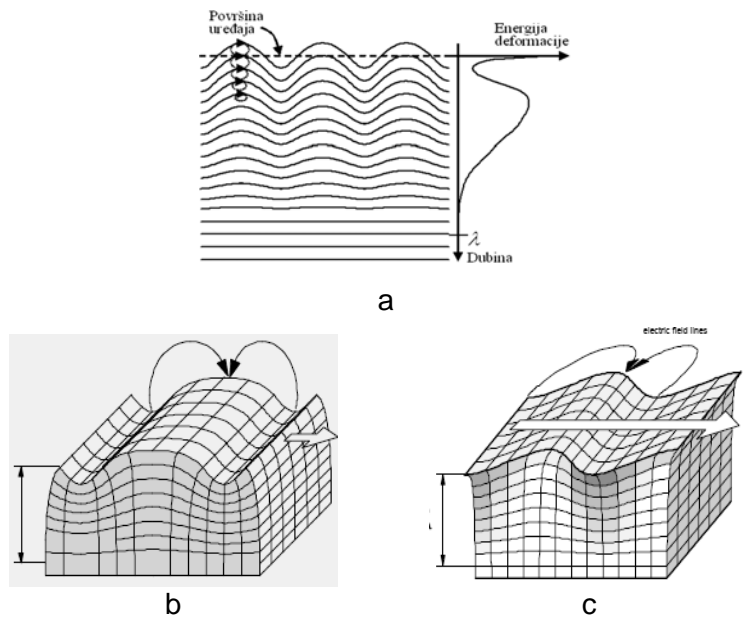 Površina
uređaja
Energija
deformacije
λ
Dubina
a
electric field lines
b
c